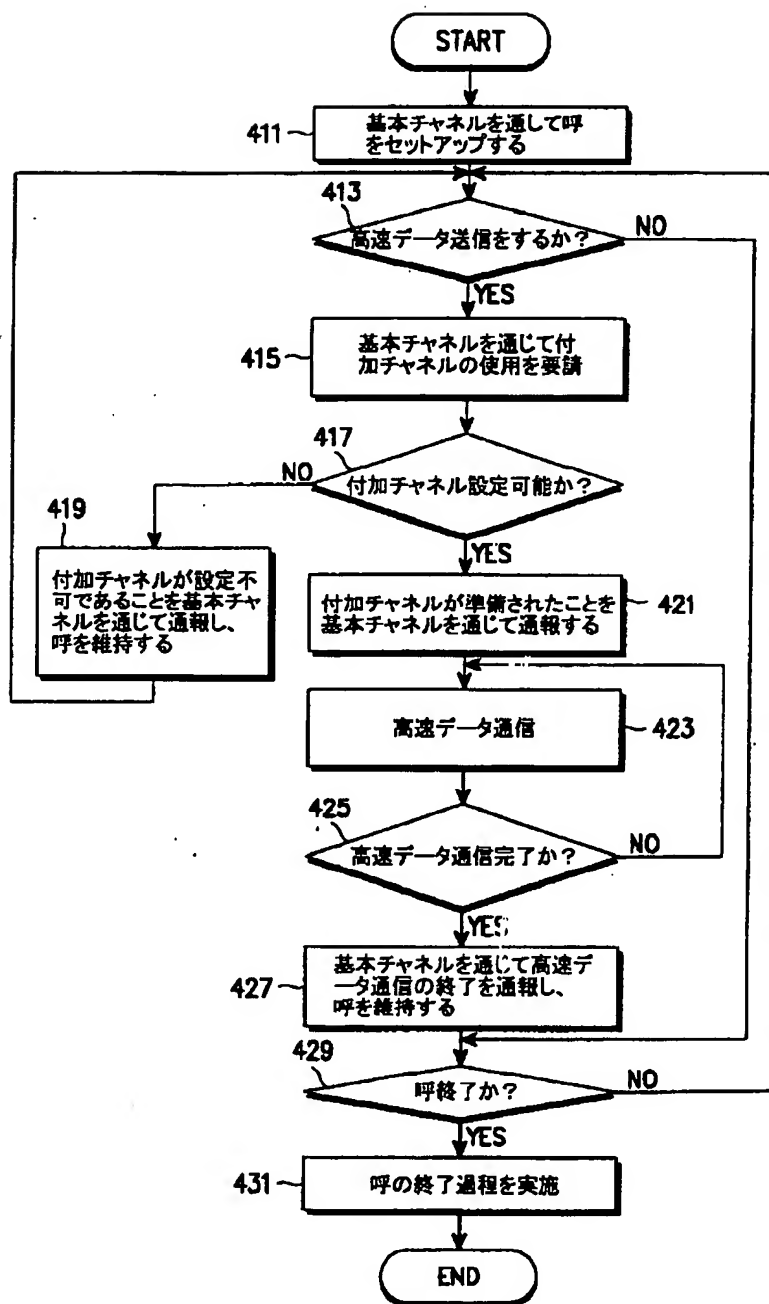 START
411
基本チャネルを通して呼
をセットアップする
413
高速データ送信をするか?
NO
YES
415
基本チャネルを通じて付
加チャネルの使用を要請
417
NO
付加チャネル設定可能か?
YES
419
付加チャネルが設定不
可であることを基本チャ
ネルを通じて通報し、
呼を維持する
付加チャネルが準備されたことを
基本チャネルを通じて通報する
421
高速データ通信
423
425
高速データ通信完了か?
NO
YES
427
基本チャネルを通じて高速デ
ータ通信の終了を通報し、
呼を維持する
429
呼終了か?
NO
YES
431
呼の終了過程を実施
END